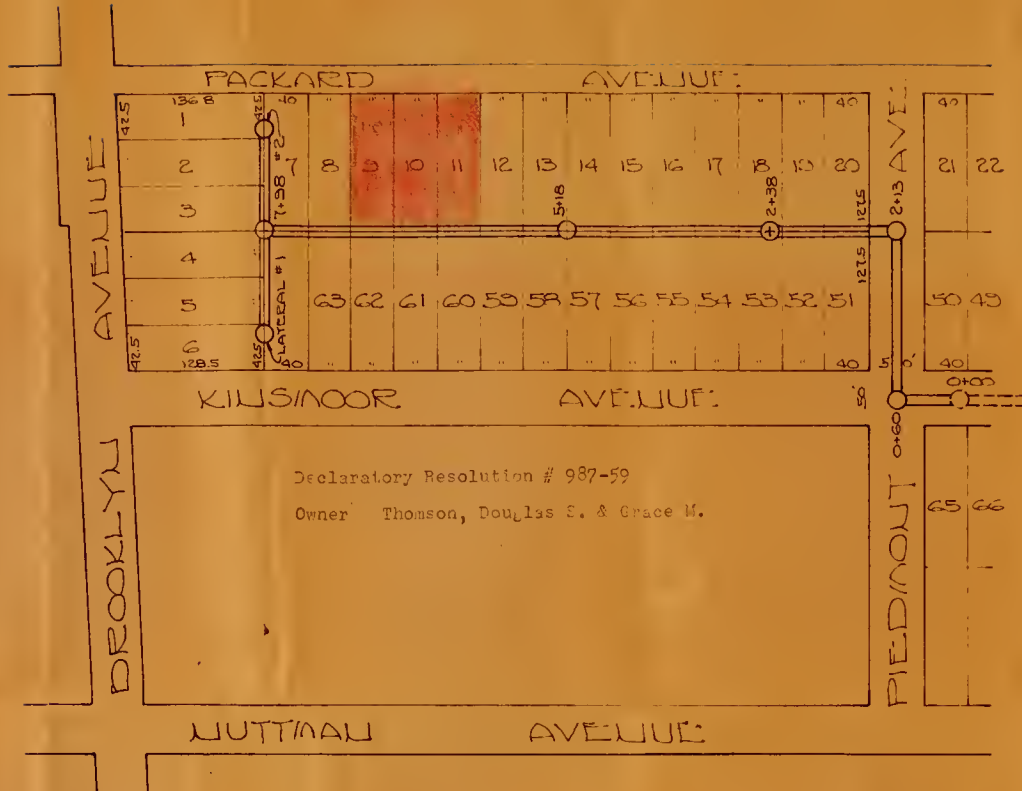 PACKARD AVENUE
42.5 136.8 42.5 40 " " " " " " " " " " 40 40
1
2 7 8 9 10 11 12 13 14 15 16 17 18 19 20 21 22
3
7+98 #2
5+18
2+38
127.5
2+13
AVE.
4
LATERAL #1
127.5
5 63 62 61 60 59 58 57 56 55 54 53 52 51 50 49
6
42.5 128.5 42.5 40 " " " " " " " " " " 40 50' 40
0+00
KINSMOOR AVENUE
50'
0+60
BROOKLYN AVENUE
PIEDMONT
65 66
Declaratory Resolution # 987-59
Owner Thomson, Douglas S. & Grace M.
NUTTMAN AVENUE